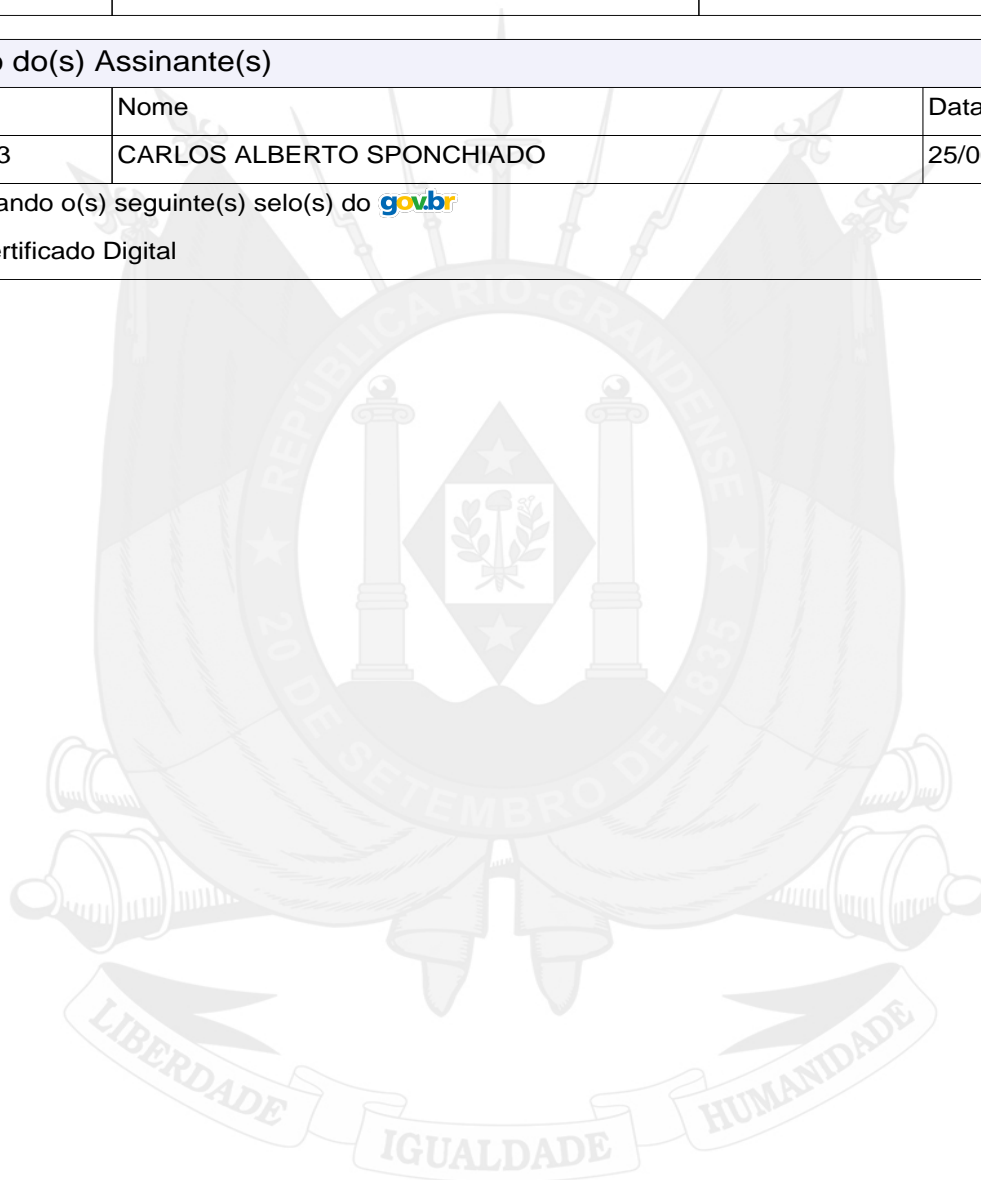 o do(s) Assinante(s)
Nome Data
3 CARLOS ALBERTO SPONCHIADO 25/0
ando o(s) seguinte(s) selo(s) do gov.br
rtificado Digital
REPÚBLICA RIO-GRANDENSE
20 DE SETEMBRO DE 1835
LIBERDADE
IGUALDADE
HUMANIDADE